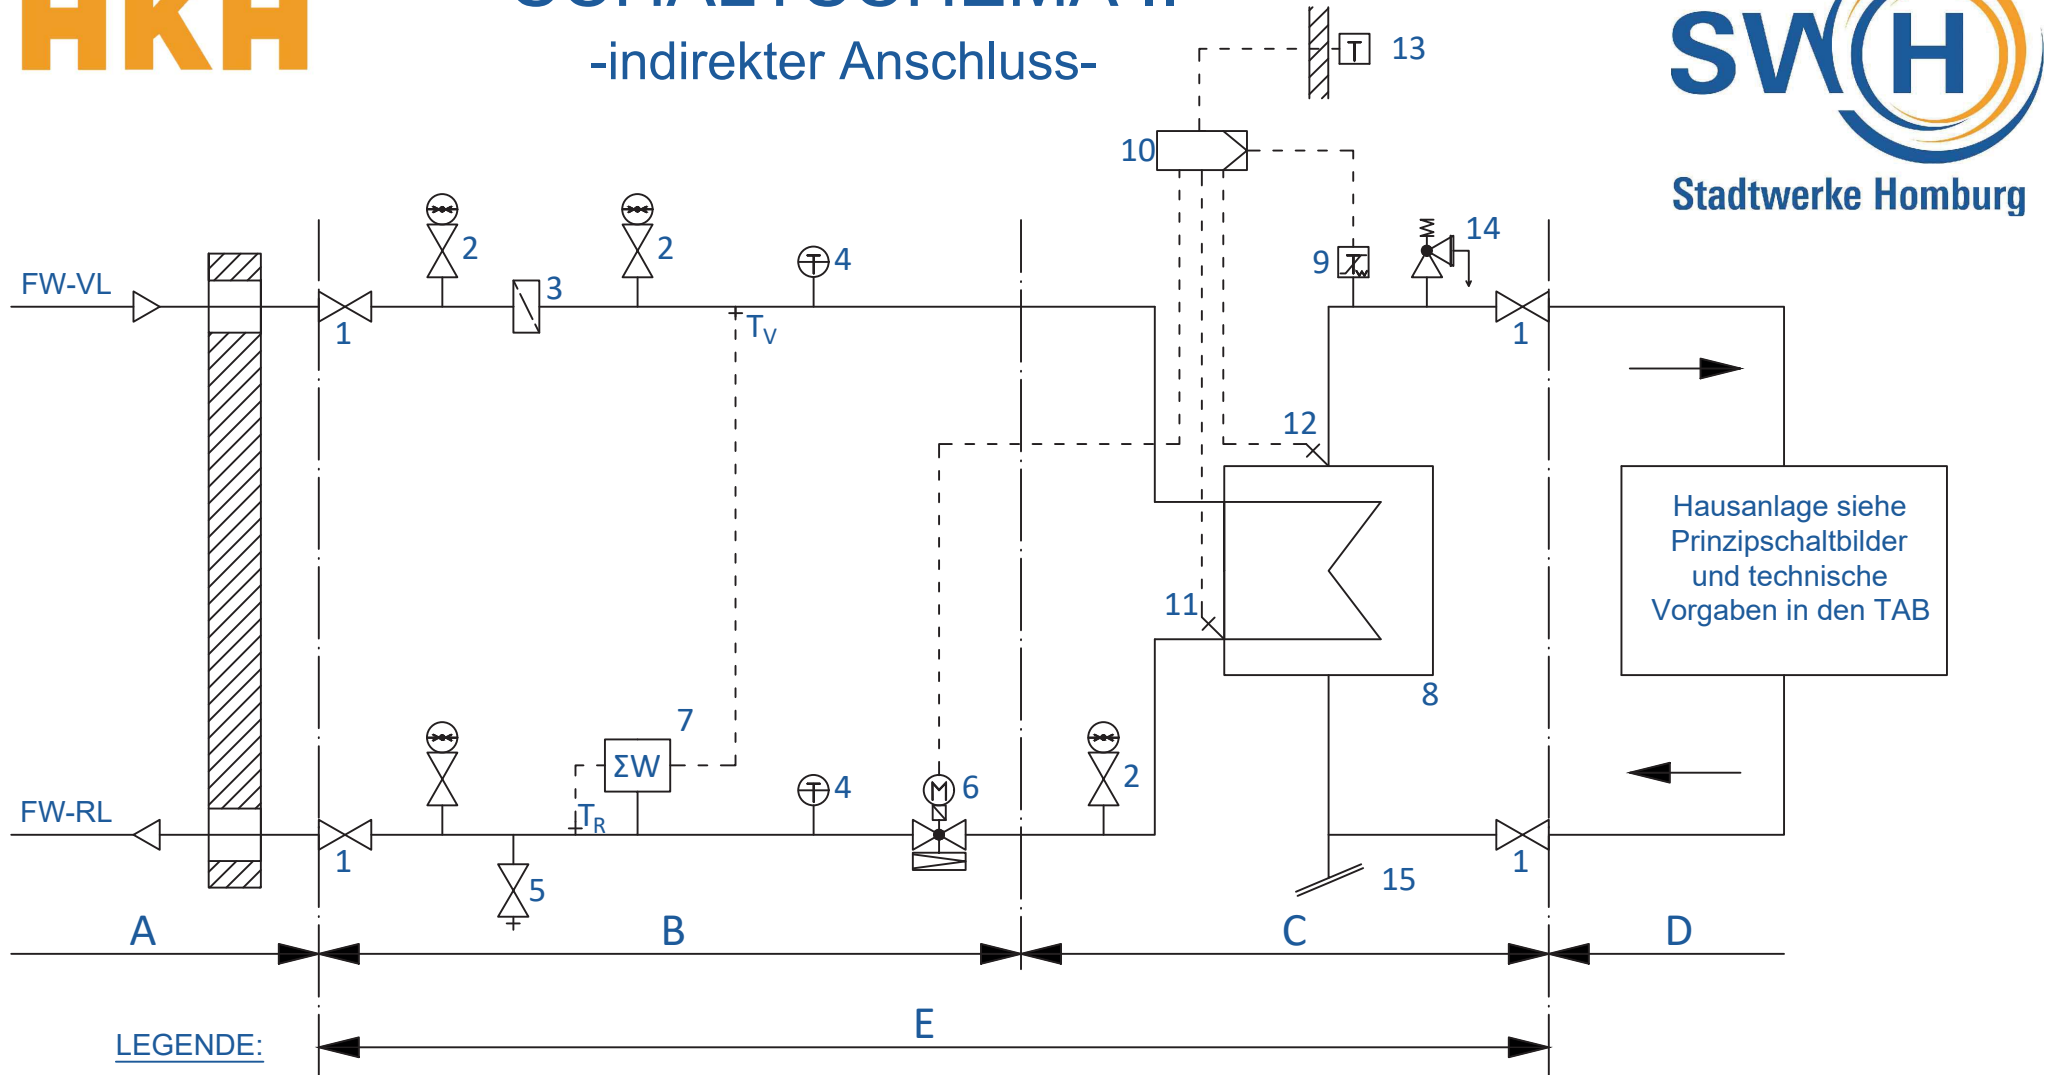 HKH
SCHALTSCHEMA II
-indirekter Anschluss-
SWH
Stadtwerke Homburg
T 13
10
2
2
T 4
9 T W
14
FW-VL
3
1
TV
1
12
Hausanlage siehe
Prinzipschaltbilder
und technische
Vorgaben in den TAB
11
8
7
ΣW
T 4
M 6
2
FW-RL
TR
1
1
5
15
A
B
C
D
E
LEGENDE: